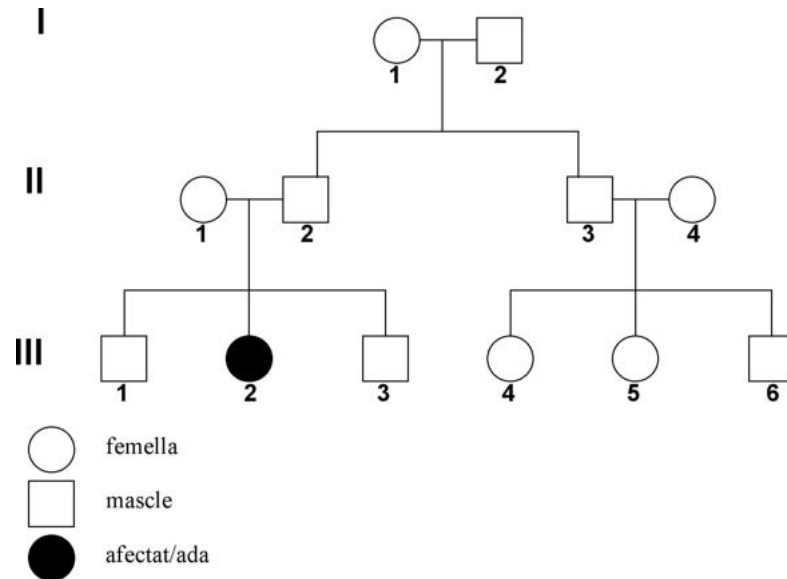 I
1 2
II
1 2 3 4
III
1 2 3 4 5 6
femella
mascle
afectat/ada